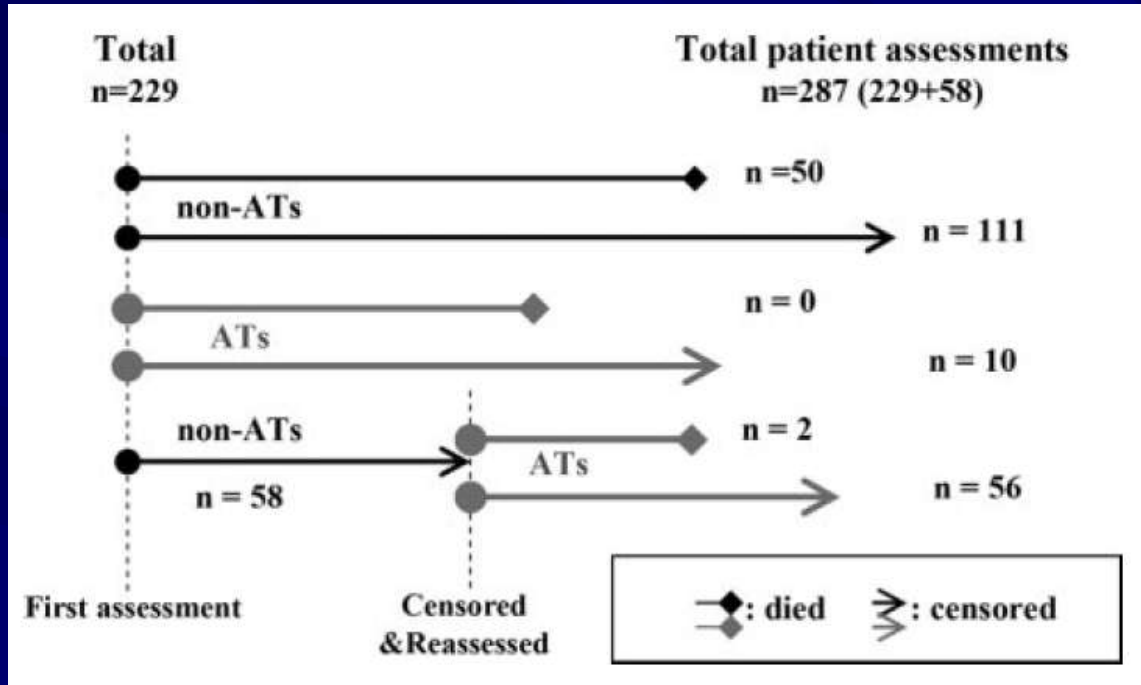 Total
n=229
Total patient assessments
n=287 (229+58)
n =50
non-ATs
n = 111
n = 0
ATs
n = 10
non-ATs
n = 2
ATs
n = 58
n = 56
First assessment
Censored
&Reassessed
: died
: censored